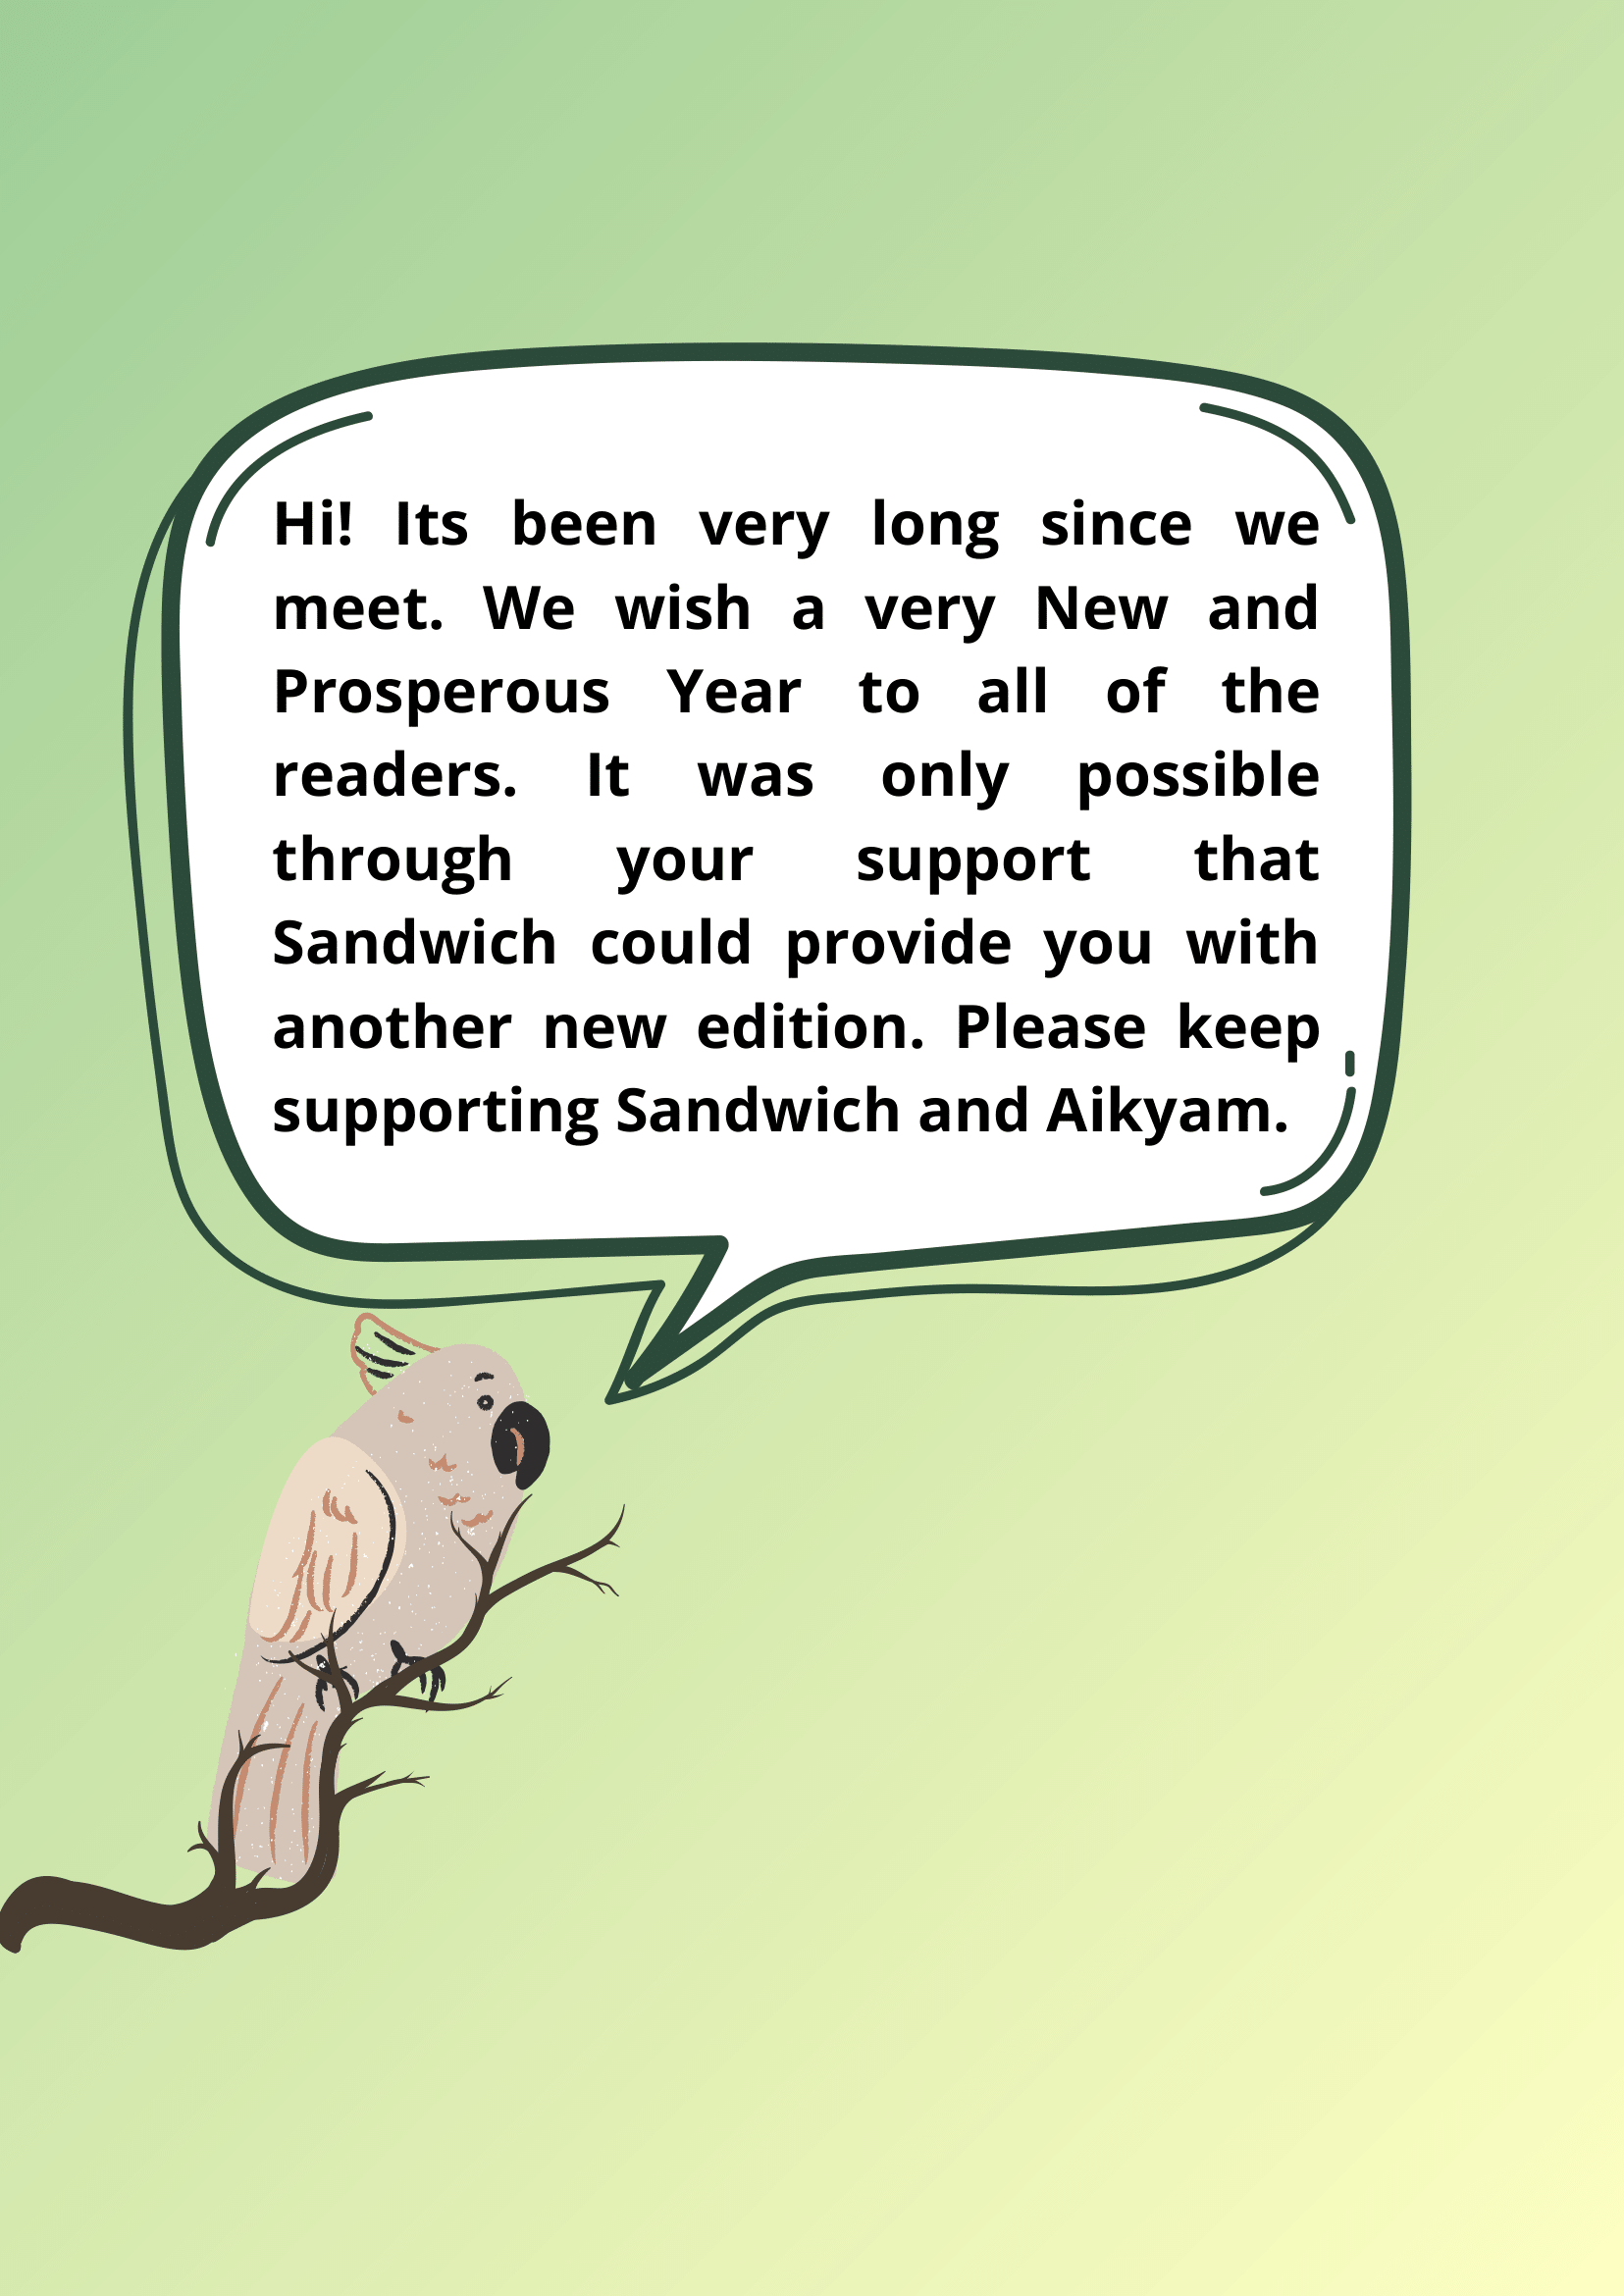 Hi! Its been very long since we
meet. We wish a very New and
Prosperous Year to all of the
readers. It was only possible
through your support that
Sandwich could provide you with
another new edition. Please keep
supporting Sandwich and Aikyam.